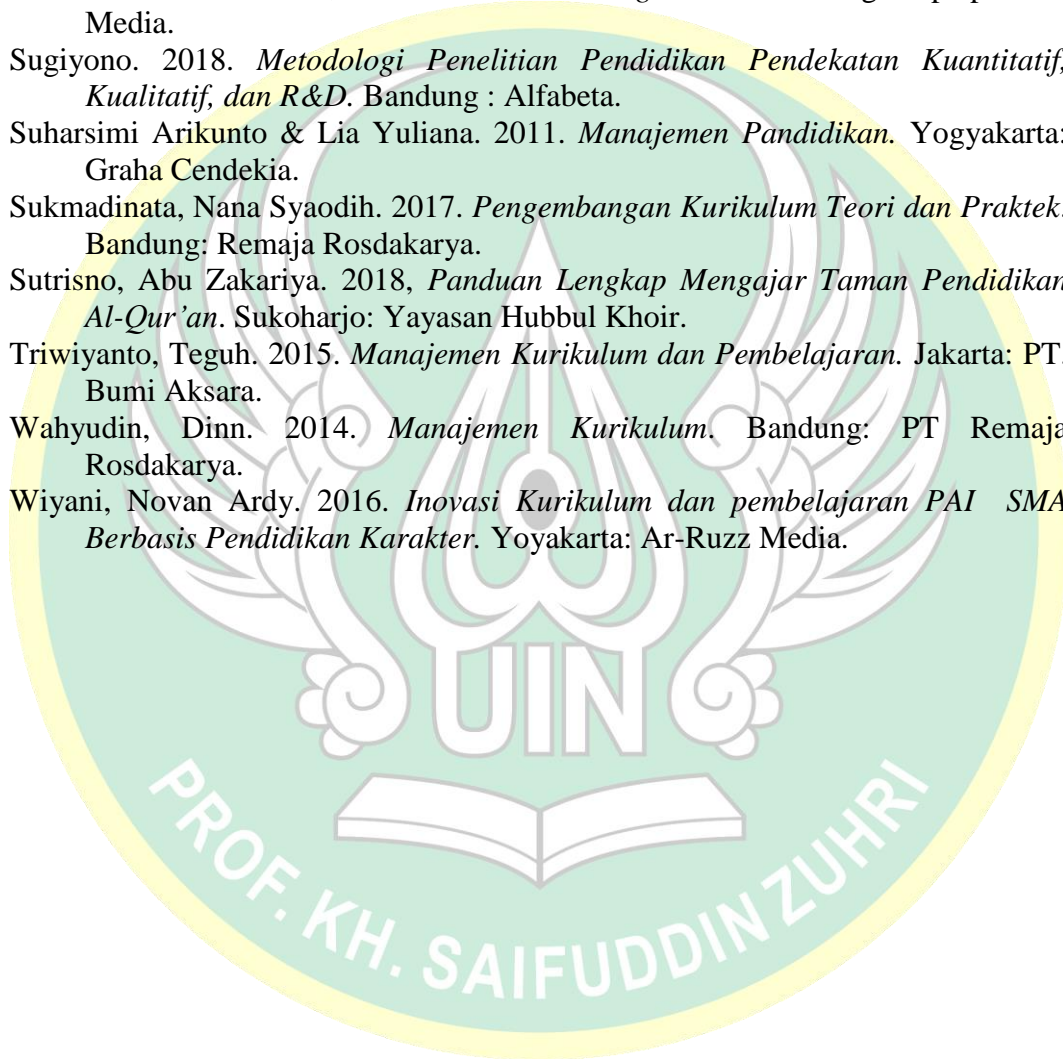 Media.
Sugiyono. 2018. Metodologi Penelitian Pendidikan Pendekatan Kuantitatif,
Kualitatif, dan R&D. Bandung : Alfabeta.
Suharsimi Arikunto & Lia Yuliana. 2011. Manajemen Pandidikan. Yogyakarta:
Graha Cendekia.
Sukmadinata, Nana Syaodih. 2017. Pengembangan Kurikulum Teori dan Praktek.
Bandung: Remaja Rosdakarya.
Sutrisno, Abu Zakariya. 2018, Panduan Lengkap Mengajar Taman Pendidikan
Al-Qur’an. Sukoharjo: Yayasan Hubbul Khoir.
Triwiyanto, Teguh. 2015. Manajemen Kurikulum dan Pembelajaran. Jakarta: PT.
Bumi Aksara.
Wahyudin, Dinn. 2014. Manajemen Kurikulum. Bandung: PT Remaja
Rosdakarya.
Wiyani, Novan Ardy. 2016. Inovasi Kurikulum dan pembelajaran PAI SMA
Berbasis Pendidikan Karakter. Yoyakarta: Ar-Ruzz Media.
UIN
PROF. KH. SAIFUDDIN ZUHRI